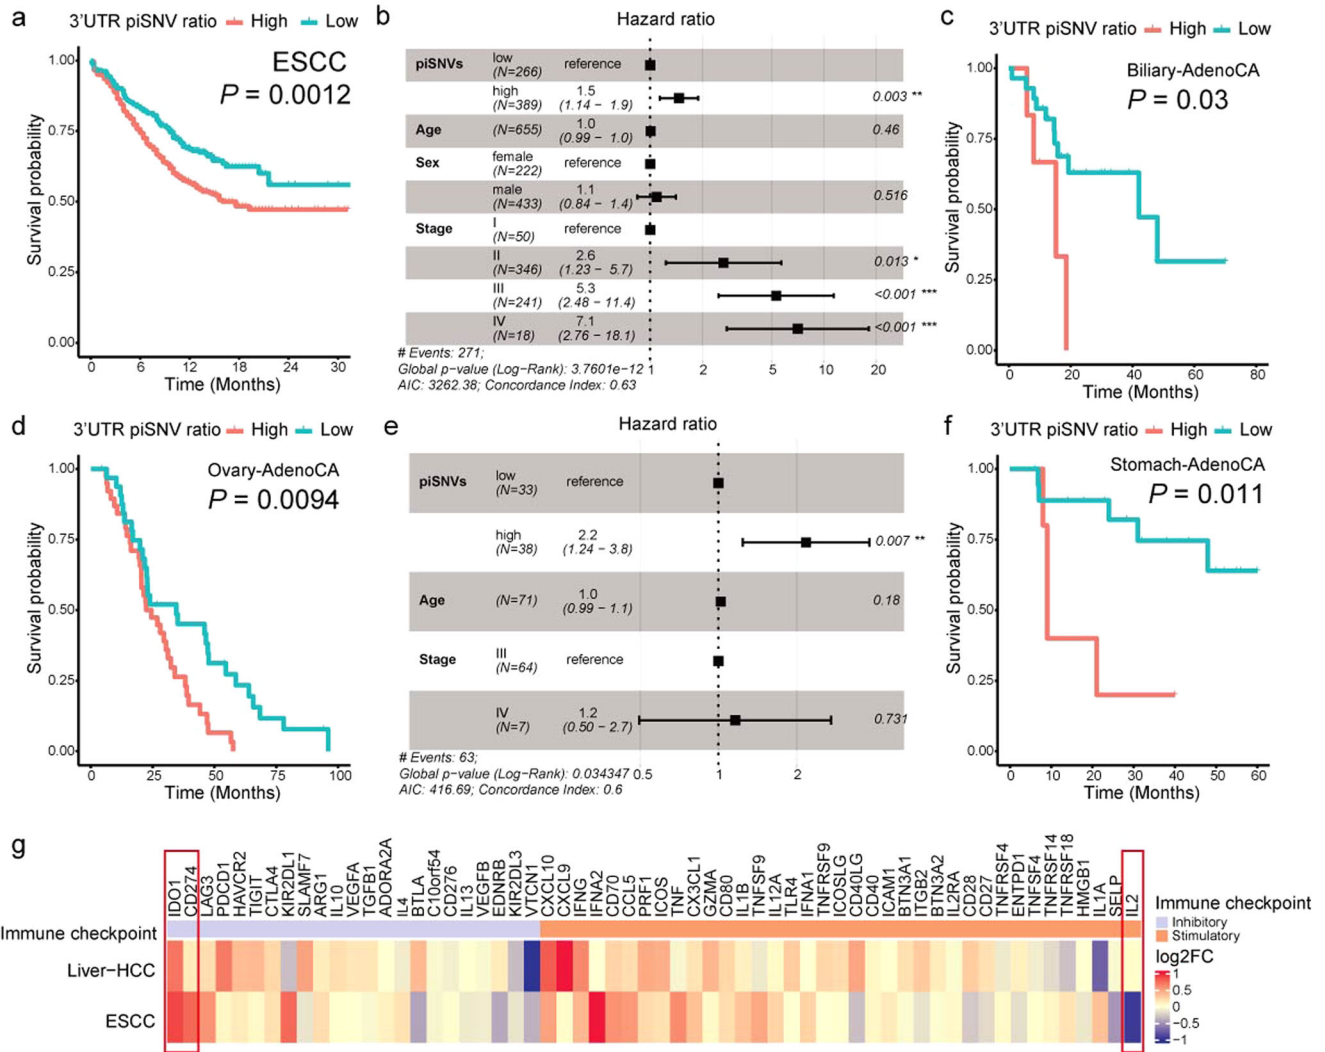 a
3'UTR piSNV ratio High Low
ESCC
P = 0.0012
Survival probability
1.00
0.75
0.50
0.25
0.00
0 6 12 18 24 30
Time (Months)
b
Hazard ratio
piSNVs low (N=266) reference
high (N=389) 1.5 (1.14 − 1.9) 0.003 **
Age (N=655) 1.0 (0.99 − 1.0) 0.46
Sex female (N=222) reference
male (N=433) 1.1 (0.84 − 1.4) 0.516
Stage I (N=50) reference
II (N=346) 2.6 (1.23 − 5.7) 0.013 *
III (N=241) 5.3 (2.48 − 11.4) <0.001 ***
IV (N=18) 7.1 (2.76 − 18.1) <0.001 ***
# Events: 271;
Global p-value (Log-Rank): 3.7601e-12
AIC: 3262.38; Concordance Index: 0.63
1 2 5 10 20
c
3'UTR piSNV ratio High Low
Biliary-AdenoCA
P = 0.03
Survival probability
1.00
0.75
0.50
0.25
0.00
0 20 40 60 80
Time (Months)
d
3'UTR piSNV ratio High Low
Ovary-AdenoCA
P = 0.0094
Survival probability
1.00
0.75
0.50
0.25
0.00
0 25 50 75 100
Time (Months)
e
Hazard ratio
piSNVs low (N=33) reference
high (N=38) 2.2 (1.24 − 3.8) 0.007 **
Age (N=71) 1.0 (0.99 − 1.1) 0.18
Stage III (N=64) reference
IV (N=7) 1.2 (0.50 − 2.7) 0.731
# Events: 63;
Global p-value (Log-Rank): 0.034347
AIC: 416.69; Concordance Index: 0.6
0.5 1 2
f
3'UTR piSNV ratio High Low
Stomach-AdenoCA
P = 0.011
Survival probability
1.00
0.75
0.50
0.25
0.00
0 10 20 30 40 50 60
Time (Months)
g
IDO1
CD274
LAG3
PDCD1
HAVCR2
TIGIT
CTLA4
KIR2DL1
SLAMF7
ARG1
IL10
VEGFA
TGFB1
ADORA2A
IL4
BTLA
C10orf54
CD276
IL13
VEGFB
EDNRB
KIR2DL3
VTCN1
CXCL10
CXCL9
IFNG
IFNA2
CD70
CCL5
PRF1
ICOS
TNF
CX3CL1
GZMA
CD80
IL1B
TNFSF9
IL12A
TLR4
IFNA1
TNFRSF9
ICOSLG
CD40LG
CD40
ICAM1
BTN3A1
ITGB2
BTN3A2
IL2RA
CD28
CD27
TNFRSF4
ENTPD1
TNFSF4
TNFRSF14
TNFRSF18
HMGB1
IL1A
SELP
IL2
Immune checkpoint
Liver−HCC
ESCC
Immune checkpoint
Inhibitory
Stimulatory
log2FC
1
0.5
0
−0.5
−1